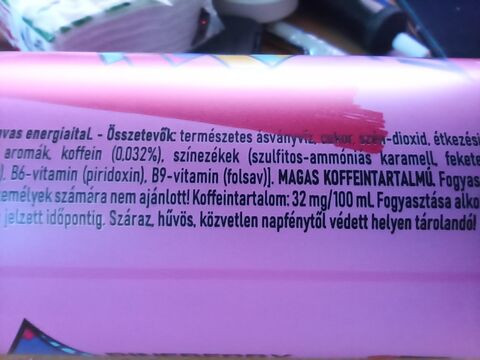 vas energiaital. - Összetevők: természetes ásványvíz, cukor, szén-dioxid, étkezési
aromák, koffein (0,032%), színezékek (szulfitos-ammóniás karamell, fekete
). B6-vitamin (piridoxin), B9-vitamin (folsav)]. MAGAS KOFFEINTARTALMÚ. Fogyas
emélyek számára nem ajánlott! Koffeintartalom: 32 mg/100 ml. Fogyasztása alko
jelzett időpontig. Száraz, hűvös, közvetlen napfénytől védett helyen tárolandó!